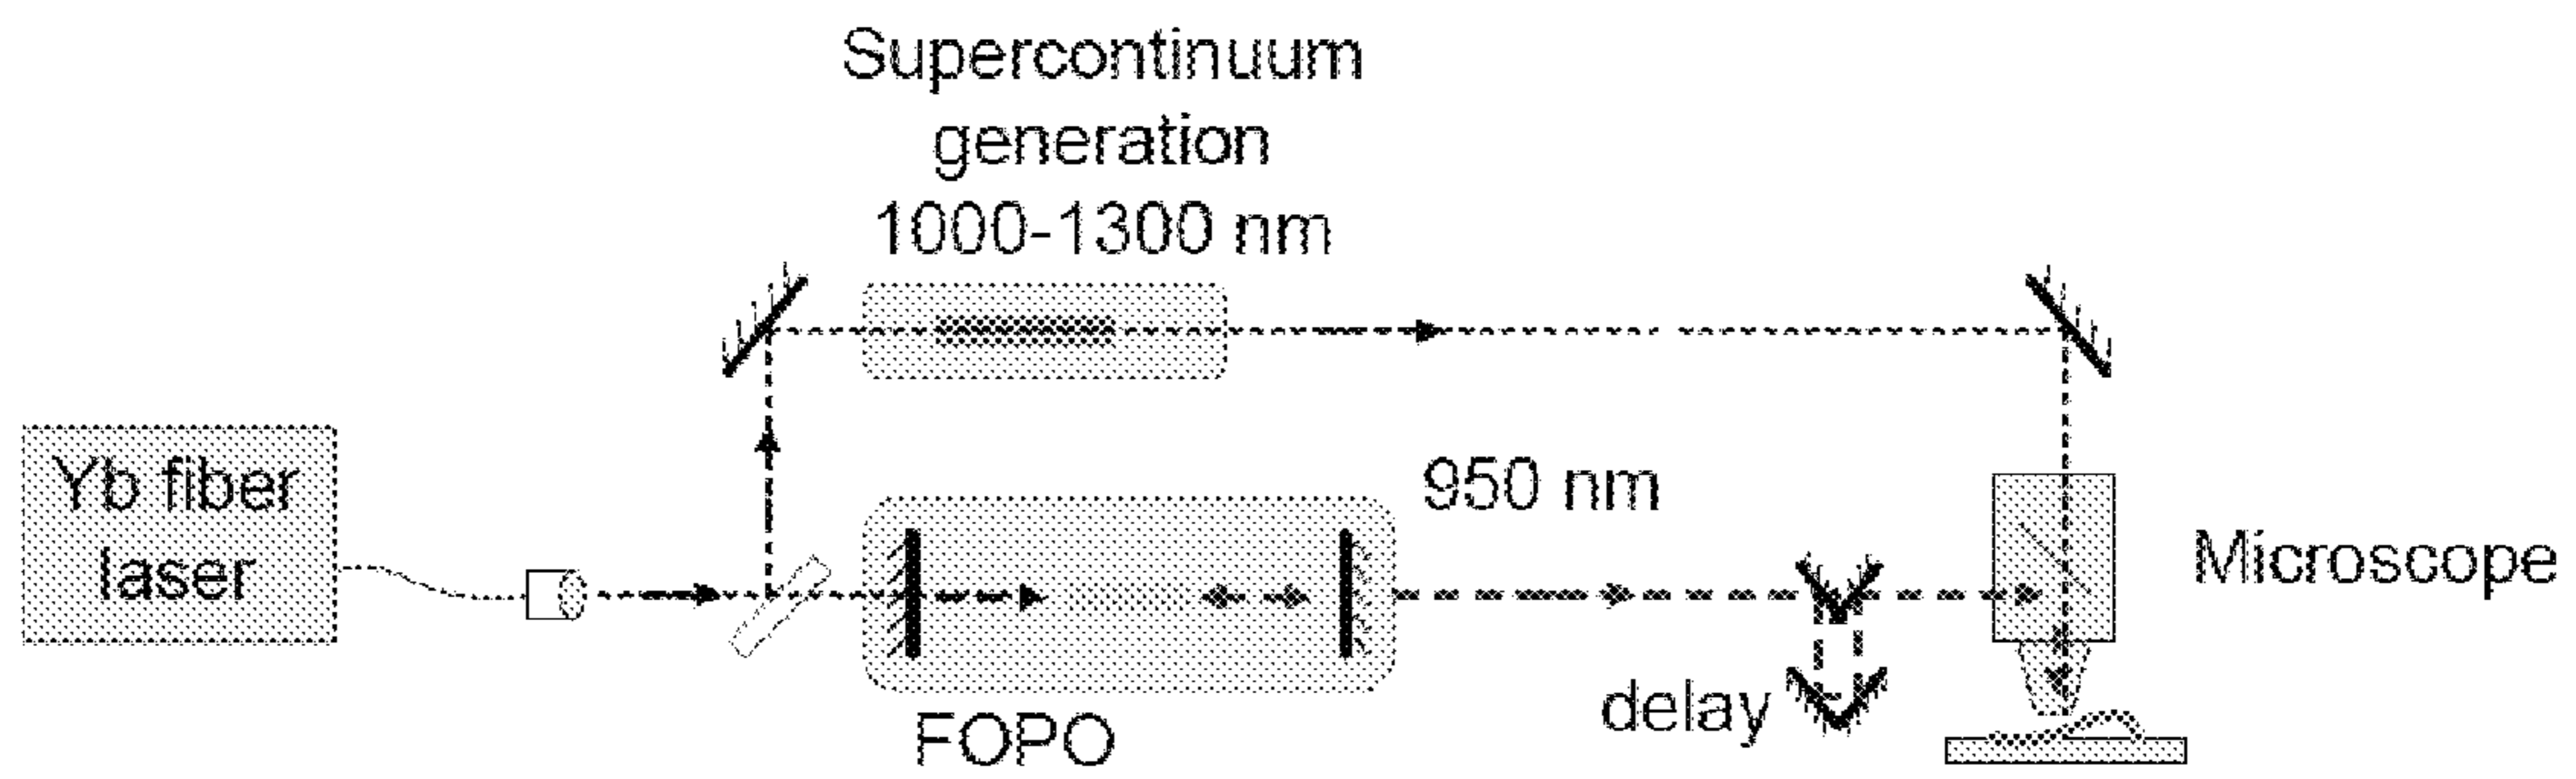 Supercontinuum
generation
1000-1300 nm
Yb fiber
laser
950 nm
Microscope
delay
FOPO